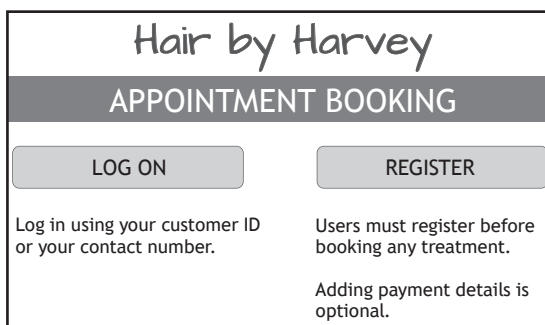 Hair by Harvey
APPOINTMENT BOOKING
LOG ON
Log in using your customer ID
or your contact number.
REGISTER
Users must register before
booking any treatment.
Adding payment details is
optional.